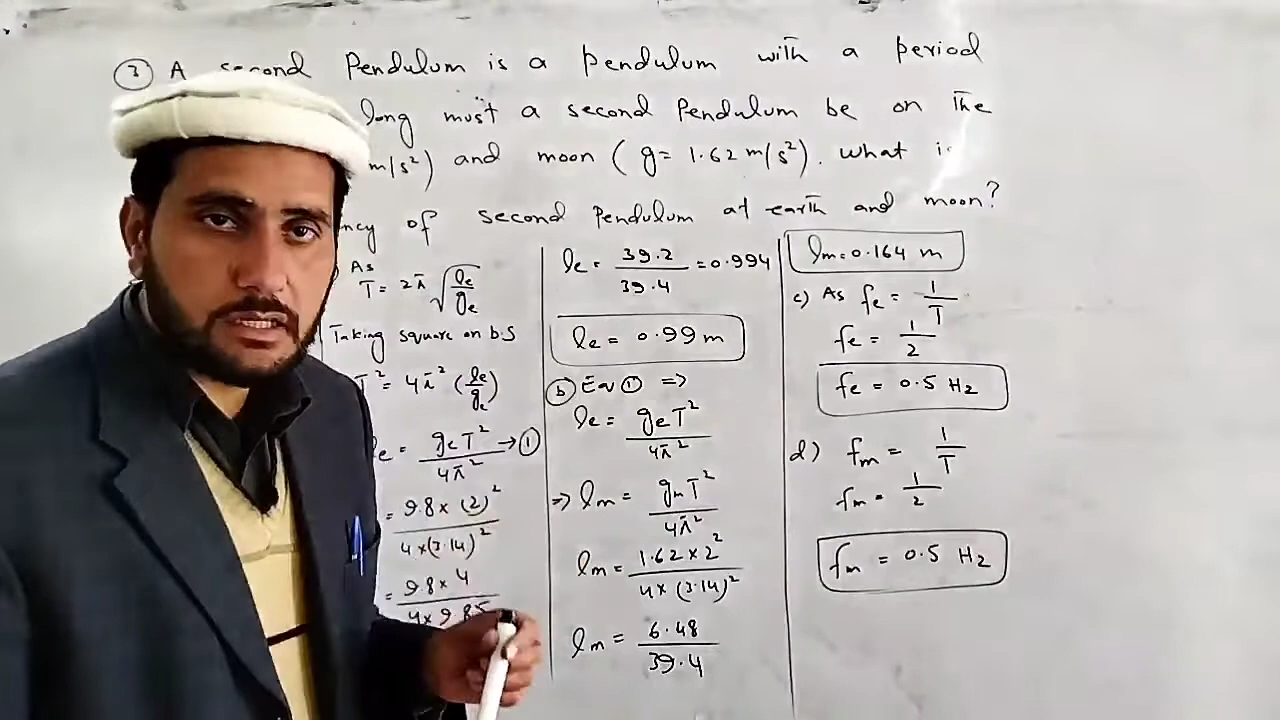 ③ A second Pendulum is a pendulum with a period
long must a second Pendulum be on the
m/s²) and moon (g= 1.62 m/s²). What is
ncy of second Pendulum at earth and moon?
As
T = 2π √(le/ge)
Taking square on b.S
T² = 4π² (le/ge)
le = geT²/4π² → ①
= 9.8 × (2)²/4×(3.14)²
= 9.8×4/4×9.85
le = 39.2/39.4 = 0.994
le = 0.99 m
ⓑ Eq ① =>
le = geT²/4π²
=> lm = gmT²/4π²
lm = 1.62×2²/4×(3.14)²
lm = 6.48/39.4
lm = 0.164 m
c) As fe = 1/T
fe = 1/2
fe = 0.5 Hz
d) fm = 1/T
fm = 1/2
fm = 0.5 Hz